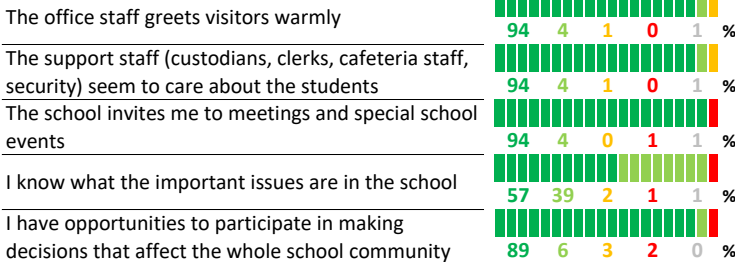 The office staff greets visitors warmly
94 4 1 0 1 %
The support staff (custodians, clerks, cafeteria staff,
security) seem to care about the students
94 4 1 0 1 %
The school invites me to meetings and special school
events
94 4 0 1 1 %
I know what the important issues are in the school
57 39 2 1 1 %
I have opportunities to participate in making
decisions that affect the whole school community
89 6 3 2 0 %